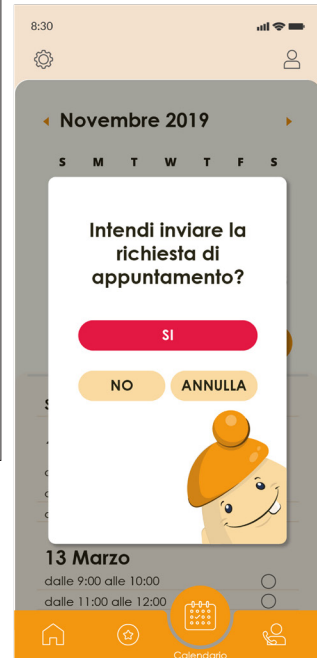 8:30
Novembre 2019
S M T W T F S
Intendi inviare la
richiesta di
appuntamento?
SI
NO ANNULLA
13 Marzo
dalle 9:00 alle 10:00
dalle 11:00 alle 12:00
Calendario